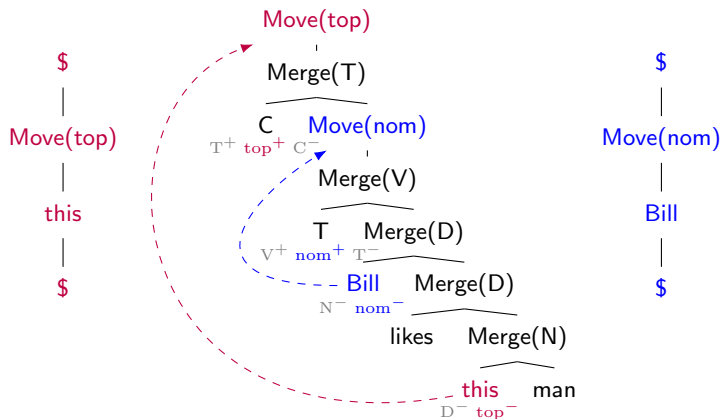 Move(top)
$
Merge(T)
$
Move(top)
C
Move(nom)
Move(nom)
T⁺ top⁺ C⁻
Merge(V)
this
T
Merge(D)
Bill
V⁺ nom⁺ T⁻
$
Bill
Merge(D)
$
N⁻ nom⁻
likes
Merge(N)
this
man
D⁻ top⁻